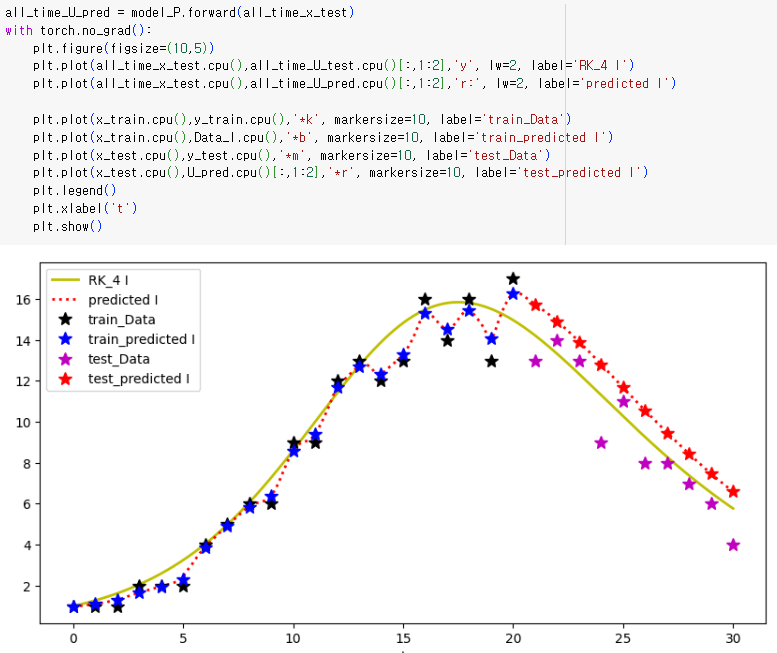 all_time_U_pred = model_P.forward(all_time_x_test)
with torch.no_grad():
    plt.figure(figsize=(10,5))
    plt.plot(all_time_x_test.cpu(),all_time_U_test.cpu()[:,1:2],'y', lw=2, label='RK_4 I')
    plt.plot(all_time_x_test.cpu(),all_time_U_pred.cpu()[:,1:2],'r:', lw=2, label='predicted I')
    plt.plot(x_train.cpu(),y_train.cpu(),'*k', markersize=10, label='train_Data')
    plt.plot(x_train.cpu(),Data_I.cpu(),'*b', markersize=10, label='train_predicted I')
    plt.plot(x_test.cpu(),y_test.cpu(),'*m', markersize=10, label='test_Data')
    plt.plot(x_test.cpu(),U_pred.cpu()[:,1:2],'*r', markersize=10, label='test_predicted I')
    plt.legend()
    plt.xlabel('t')
    plt.show()
RK_4 I
predicted I
train_Data
train_predicted I
test_Data
test_predicted I
16
14
12
10
8
6
4
2
0 5 10 15 20 25 30